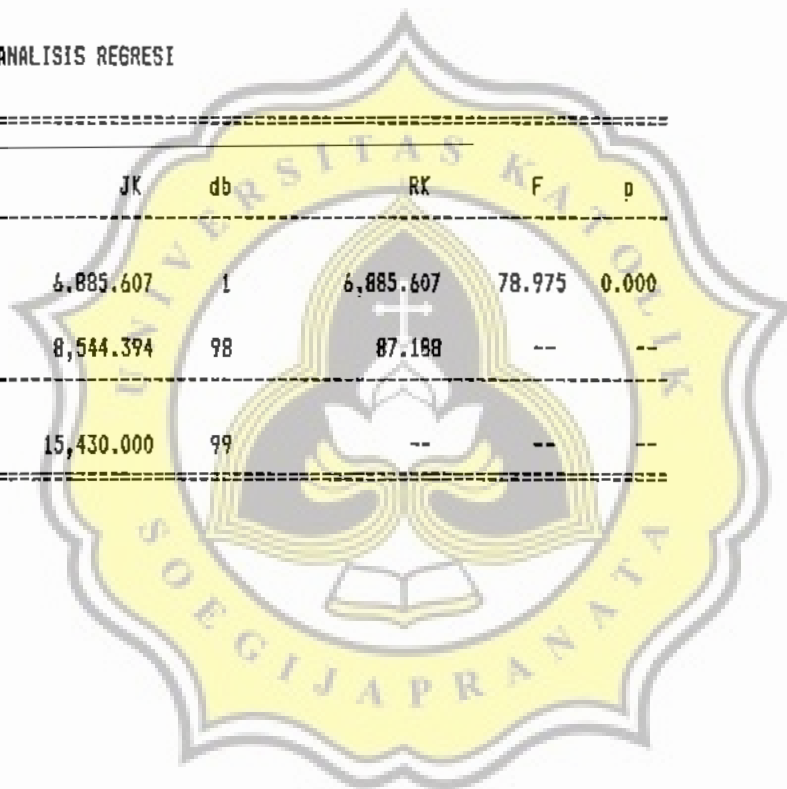 ANALISIS REGRESI
JK db RK F p
6,885.607 1 6,885.607 78.975 0.000
8,544.394 98 87.188 -- --
15,430.000 99 -- -- --
UNIVERSITAS KATOLIK
SOEGIJAPRANATA